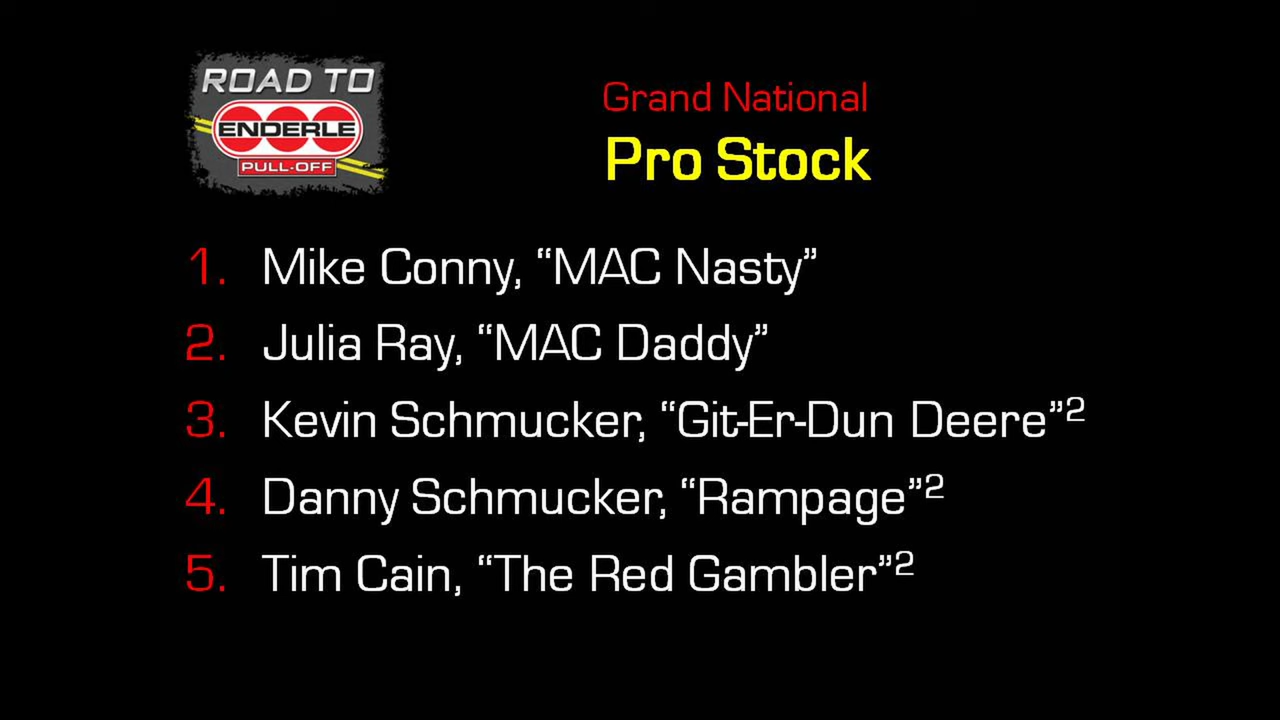 ROAD TO
ENDERLE
PULL-OFF
Grand National
Pro Stock
1. Mike Conny, “MAC Nasty”
2. Julia Ray, “MAC Daddy”
3. Kevin Schmucker, “Git-Er-Dun Deere”²
4. Danny Schmucker, “Rampage”²
5. Tim Cain, “The Red Gambler”²